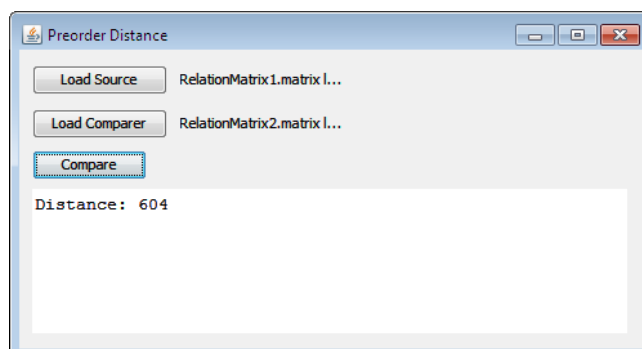 Preorder Distance
Load Source RelationMatrix1.matrix l...
Load Comparer RelationMatrix2.matrix l...
Compare
Distance: 604